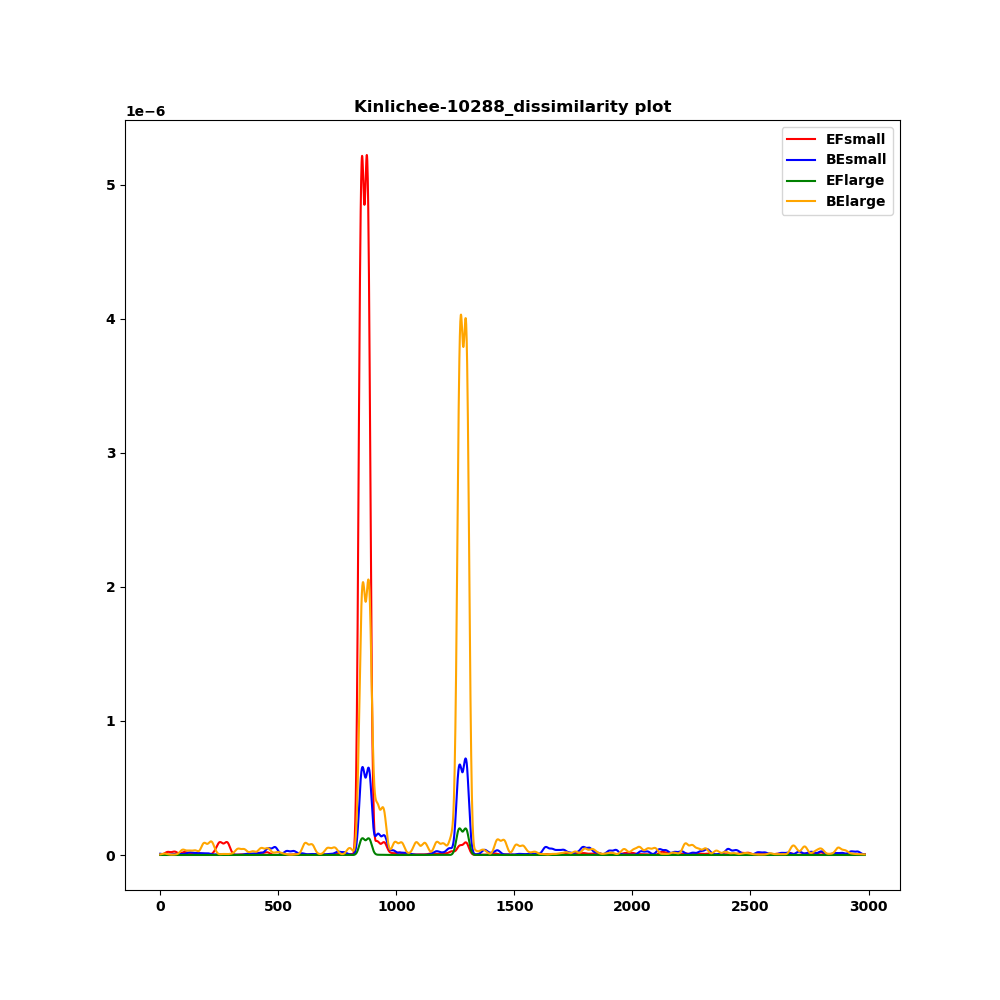 Kinlichee-10288_dissimilarity plot
1e−6
EFsmall
BEsmall
EFlarge
BElarge
5
4
3
2
1
0
0 500 1000 1500 2000 2500 3000